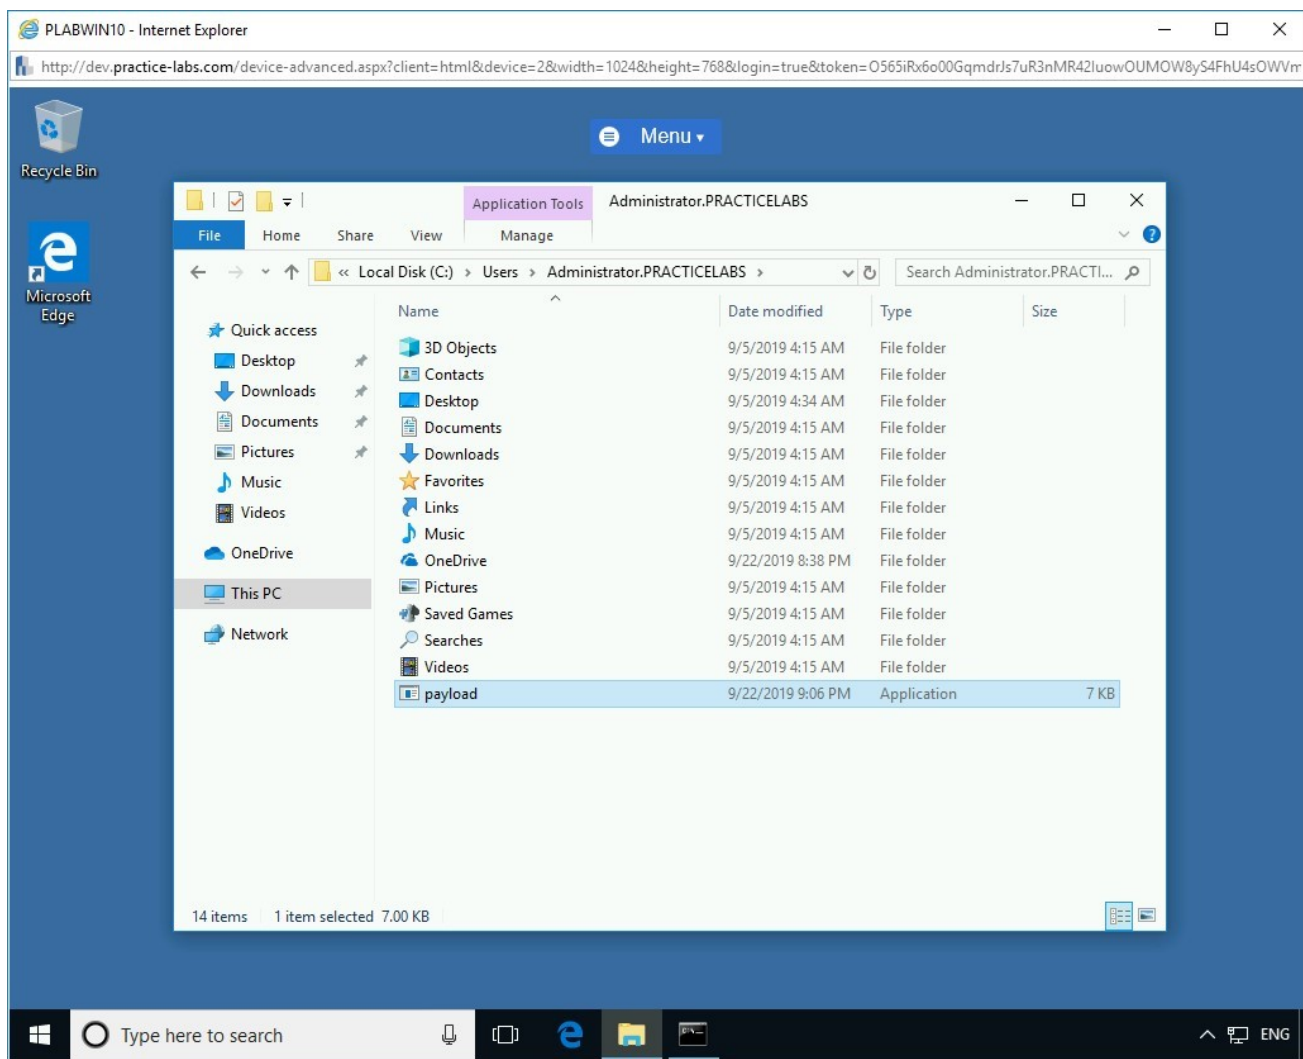 PLABWIN10 - Internet Explorer
http://dev.practice-labs.com/device-advanced.aspx?client=html&device=2&width=1024&height=768&login=true&token=
Recycle Bin
Menu
Microsoft
Edge
Application Tools Administrator.PRACTICELABS
File Home Share View Manage
« Local Disk (C:) > Users > Administrator.PRACTICELABS > Search Administrator.PRACTI...
Name Date modified Type Size
Quick access
Desktop
Downloads
Documents
Pictures
Music
Videos
OneDrive
This PC
Network
3D Objects 9/5/2019 4:15 AM File folder
Contacts 9/5/2019 4:15 AM File folder
Desktop 9/5/2019 4:34 AM File folder
Documents 9/5/2019 4:15 AM File folder
Downloads 9/5/2019 4:15 AM File folder
Favorites 9/5/2019 4:15 AM File folder
Links 9/5/2019 4:15 AM File folder
Music 9/5/2019 4:15 AM File folder
OneDrive 9/22/2019 8:38 PM File folder
Pictures 9/5/2019 4:15 AM File folder
Saved Games 9/5/2019 4:15 AM File folder
Searches 9/5/2019 4:15 AM File folder
Videos 9/5/2019 4:15 AM File folder
payload 9/22/2019 9:06 PM Application 7 KB
14 items 1 item selected 7.00 KB
Type here to search ENG